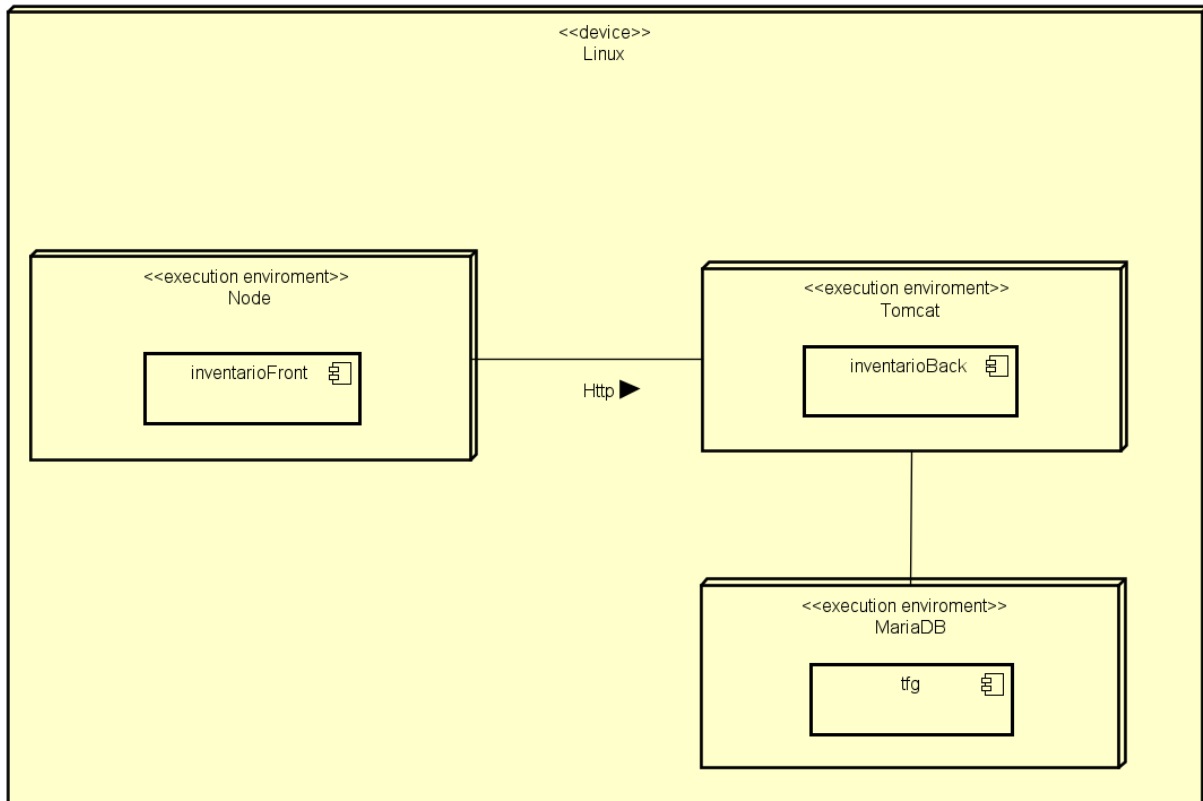 <<device>>
Linux
<<execution enviroment>>
Node
inventarioFront
Http
<<execution enviroment>>
Tomcat
inventarioBack
<<execution enviroment>>
MariaDB
tfg